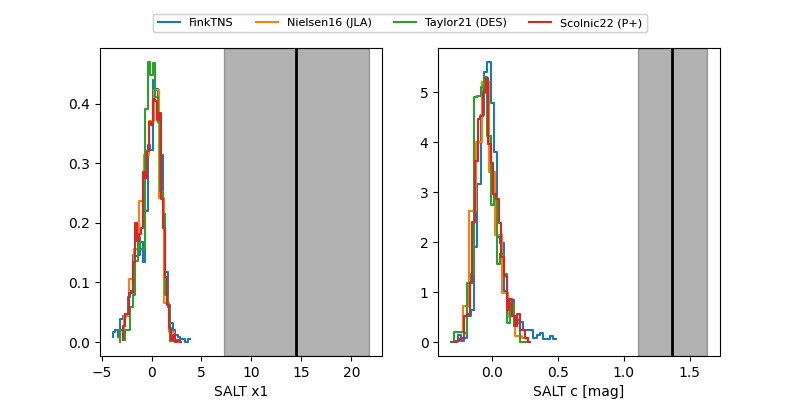 FinkTNS Nielsen16 (JLA) Taylor21 (DES) Scolnic22 (P+)
0.4
0.3
0.2
0.1
0.0
−5 0 5 10 15 20
SALT x1
5
4
3
2
1
0
0.0 0.5 1.0 1.5
SALT c [mag]